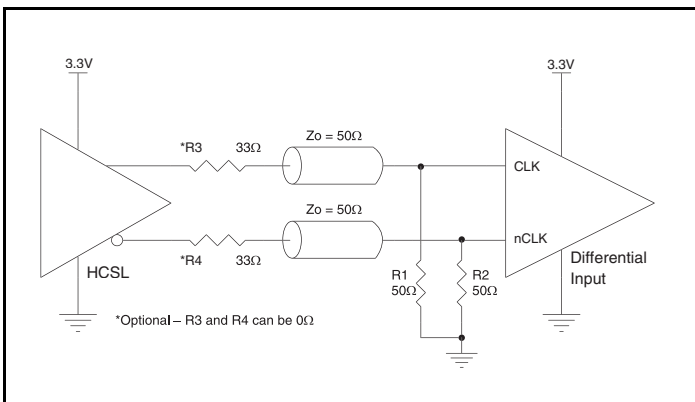 3.3V
3.3V
*R3 33Ω
Zo = 50Ω
CLK
Zo = 50Ω
nCLK
*R4 33Ω
HCSL
R1
50Ω
R2
50Ω
Differential
Input
*Optional – R3 and R4 can be 0Ω